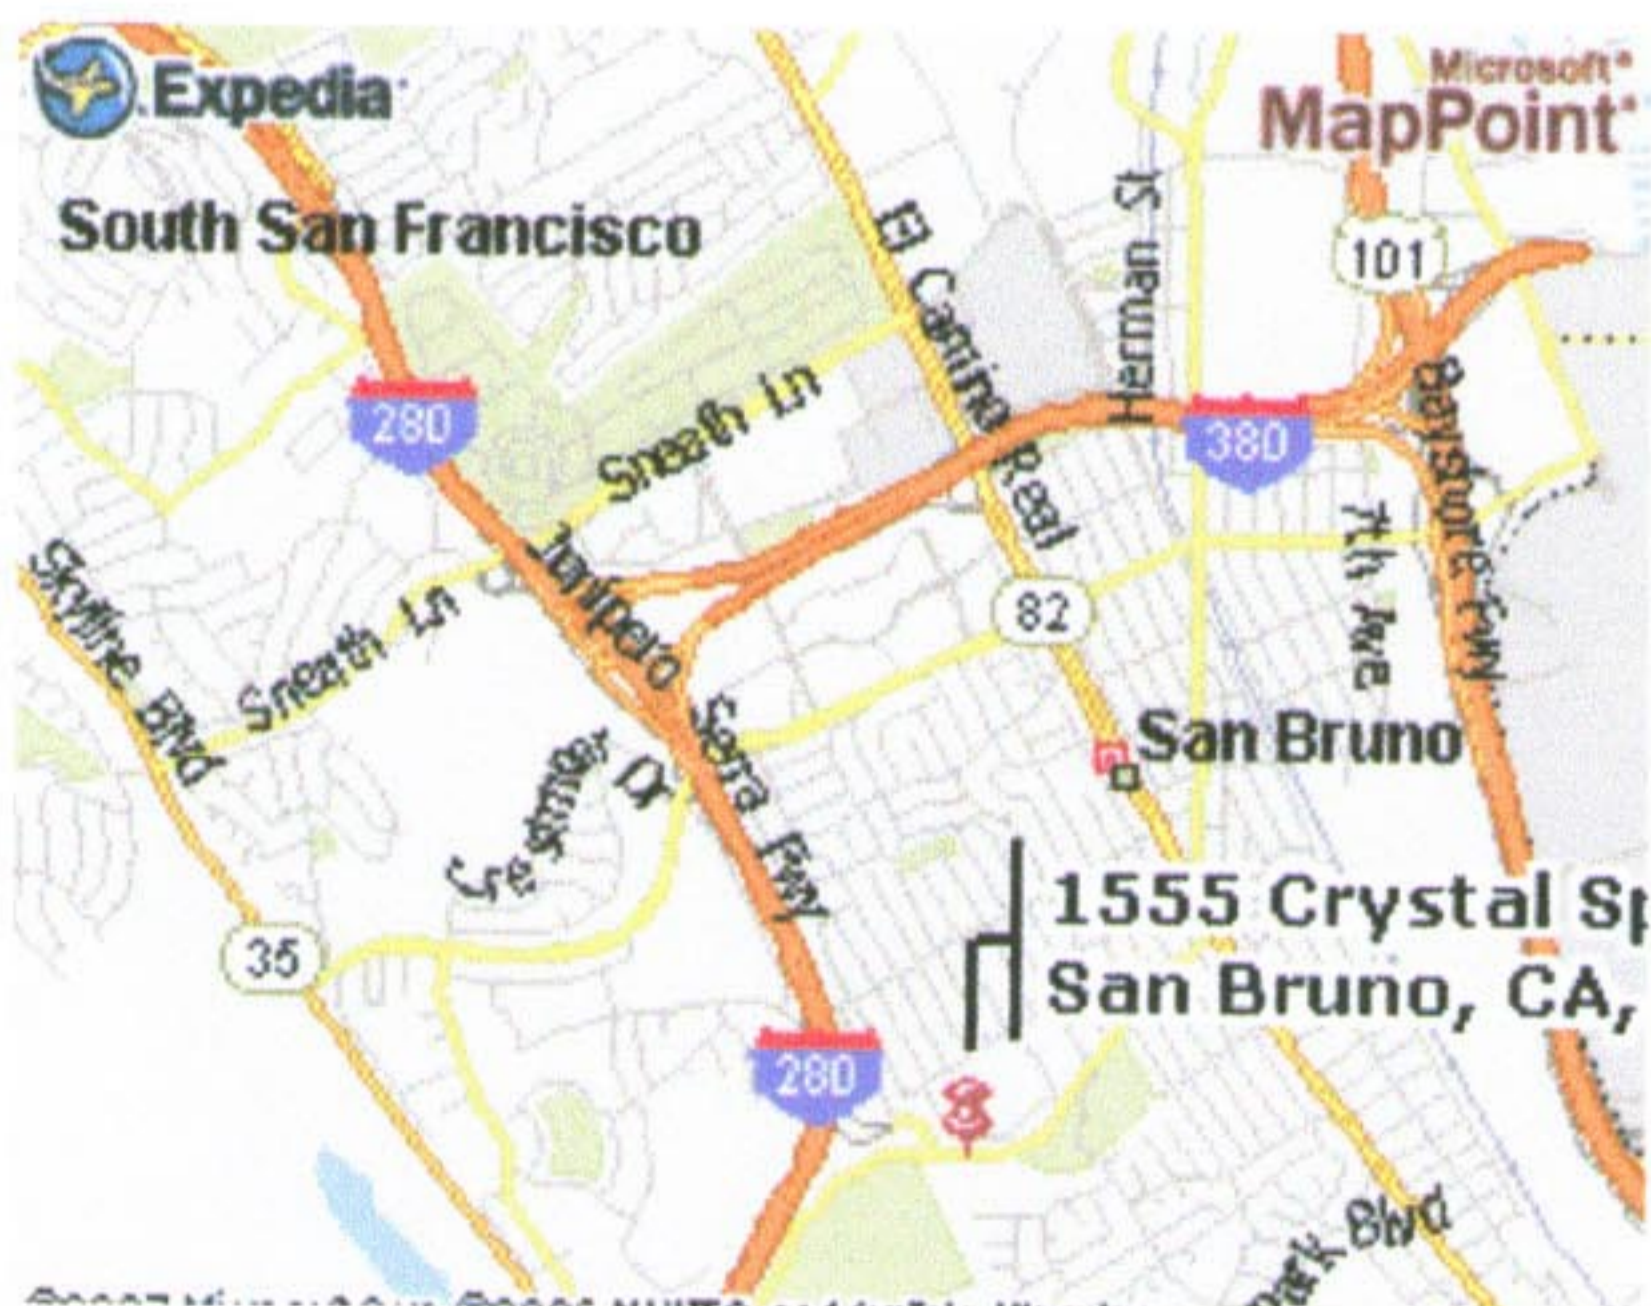 Expedia
Microsoft®
MapPoint®
South San Francisco
101
El Camino Real
Herman St
280
380
Sneath Ln
Bayshore Fwy
7th Ave
Skyline Blvd
Sneath Ln
Junipero Serra Fwy
82
San Bruno
Dr
35
1555 Crystal Sp
San Bruno, CA,
280
Park Blvd